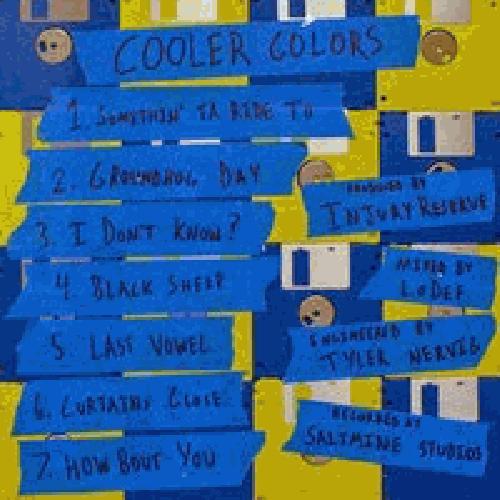 COOLER COLORS
1. SOMETHIN' TA RIDE TO
2. GROUNDHOG DAY
3. I DON'T KNOW?
4. BLACK SHEEP
5. LAST VOWEL
6. CURTAINS CLOSE
7. HOW BOUT YOU
PRODUCED BY
INJURY RESERVE
MIXED BY
LODEF
ENGINEERED BY
TYLER NERVIG
RECORDED AT
SALTMINE STUDIOS